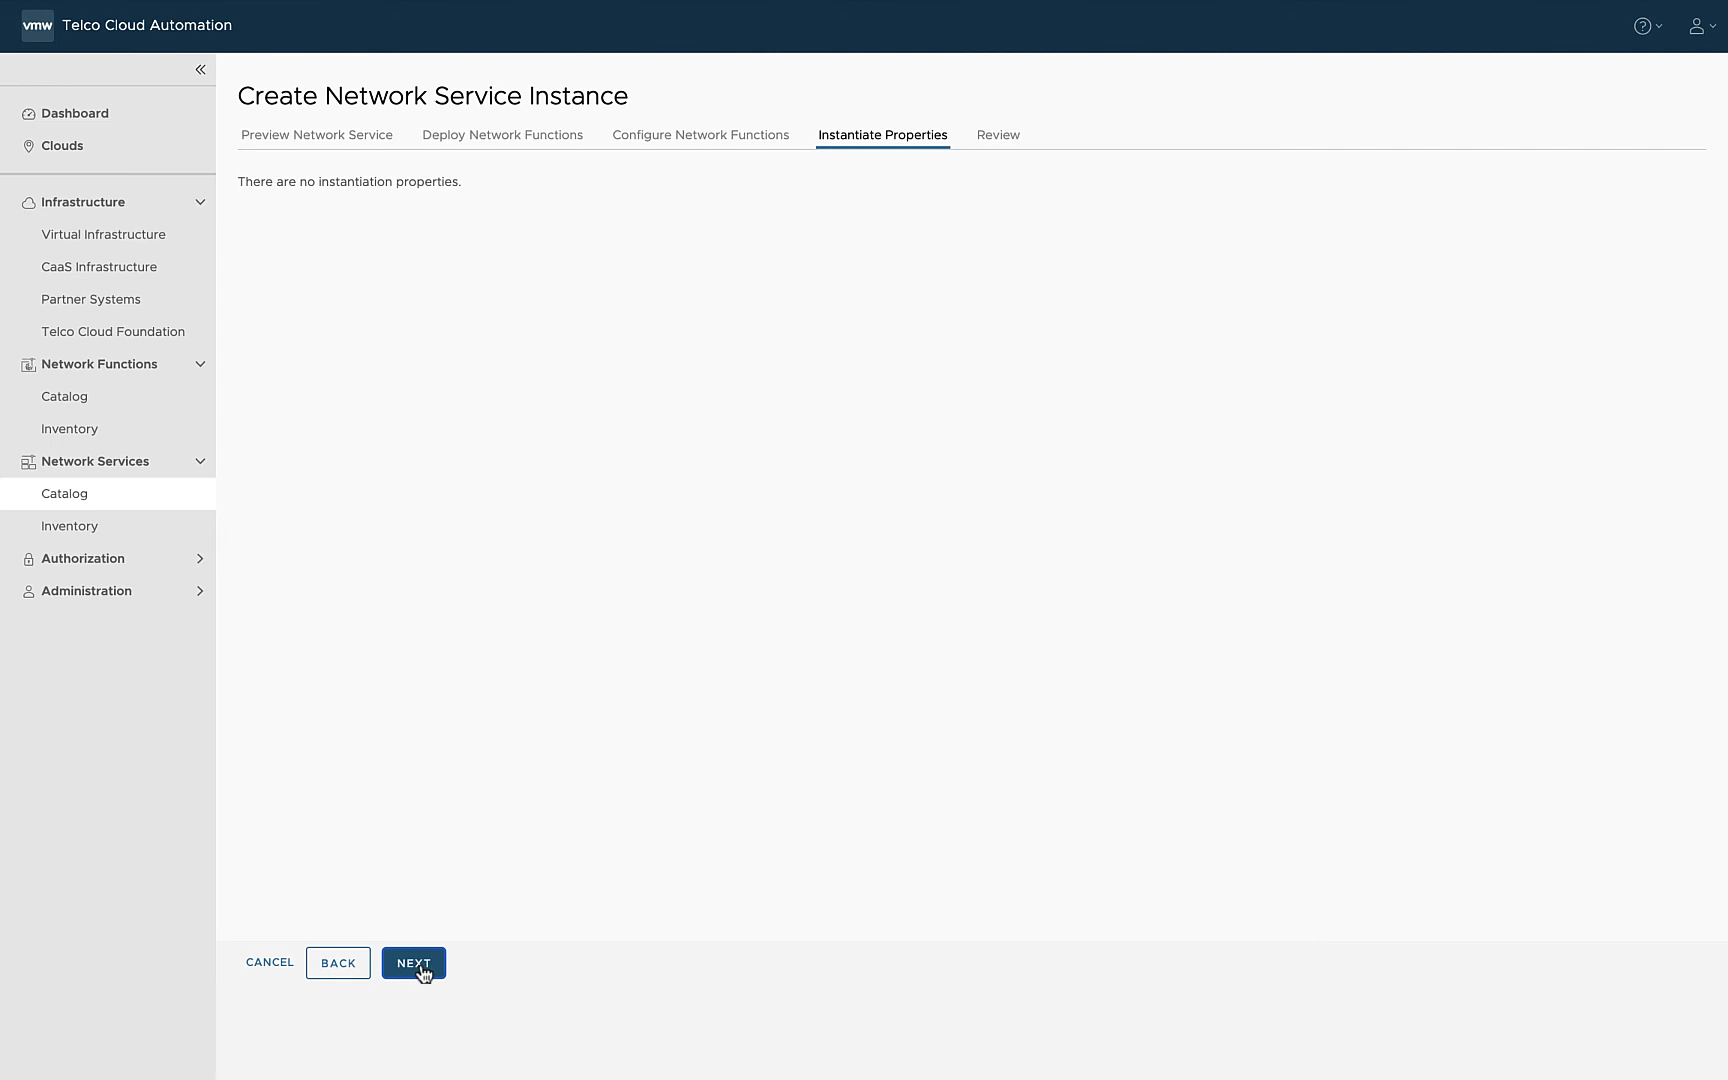 vmw Telco Cloud Automation
Dashboard
Clouds
Infrastructure
Virtual Infrastructure
CaaS Infrastructure
Partner Systems
Telco Cloud Foundation
Network Functions
Catalog
Inventory
Network Services
Catalog
Inventory
Authorization
Administration
Create Network Service Instance
Preview Network Service Deploy Network Functions Configure Network Functions Instantiate Properties Review
There are no instantiation properties.
CANCEL BACK NEXT